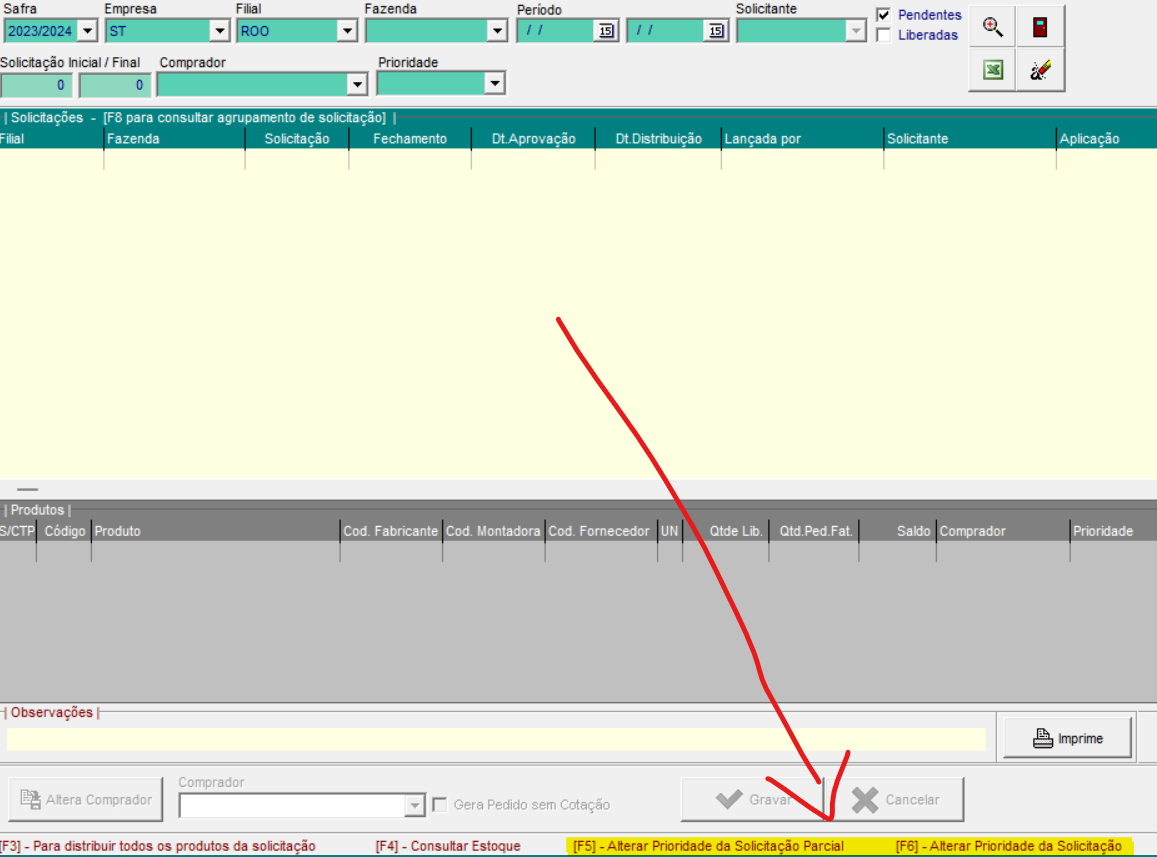 Safra Empresa Filial Fazenda Período Solicitante
2023/2024 ST ROO / / 15 / / 15 Pendentes
Liberadas
Solicitação Inicial / Final Comprador Prioridade
0 0
Solicitações - [F8 para consultar agrupamento de solicitação]
Filial Fazenda Solicitação Fechamento Dt.Aprovação Dt.Distribuição Lançada por Solicitante Aplicação
Produtos
S/CTP Código Produto Cod. Fabricante Cod. Montadora Cod. Fornecedor UN Qtde Lib. Qtd.Ped.Fat. Saldo Comprador Prioridade
Observações
Imprime
Comprador
Altera Comprador Gera Pedido sem Cotação Gravar Cancelar
[F3] - Para distribuir todos os produtos da solicitação [F4] - Consultar Estoque [F5] - Alterar Prioridade da Solicitação Parcial [F6] - Alterar Prioridade da Solicitação